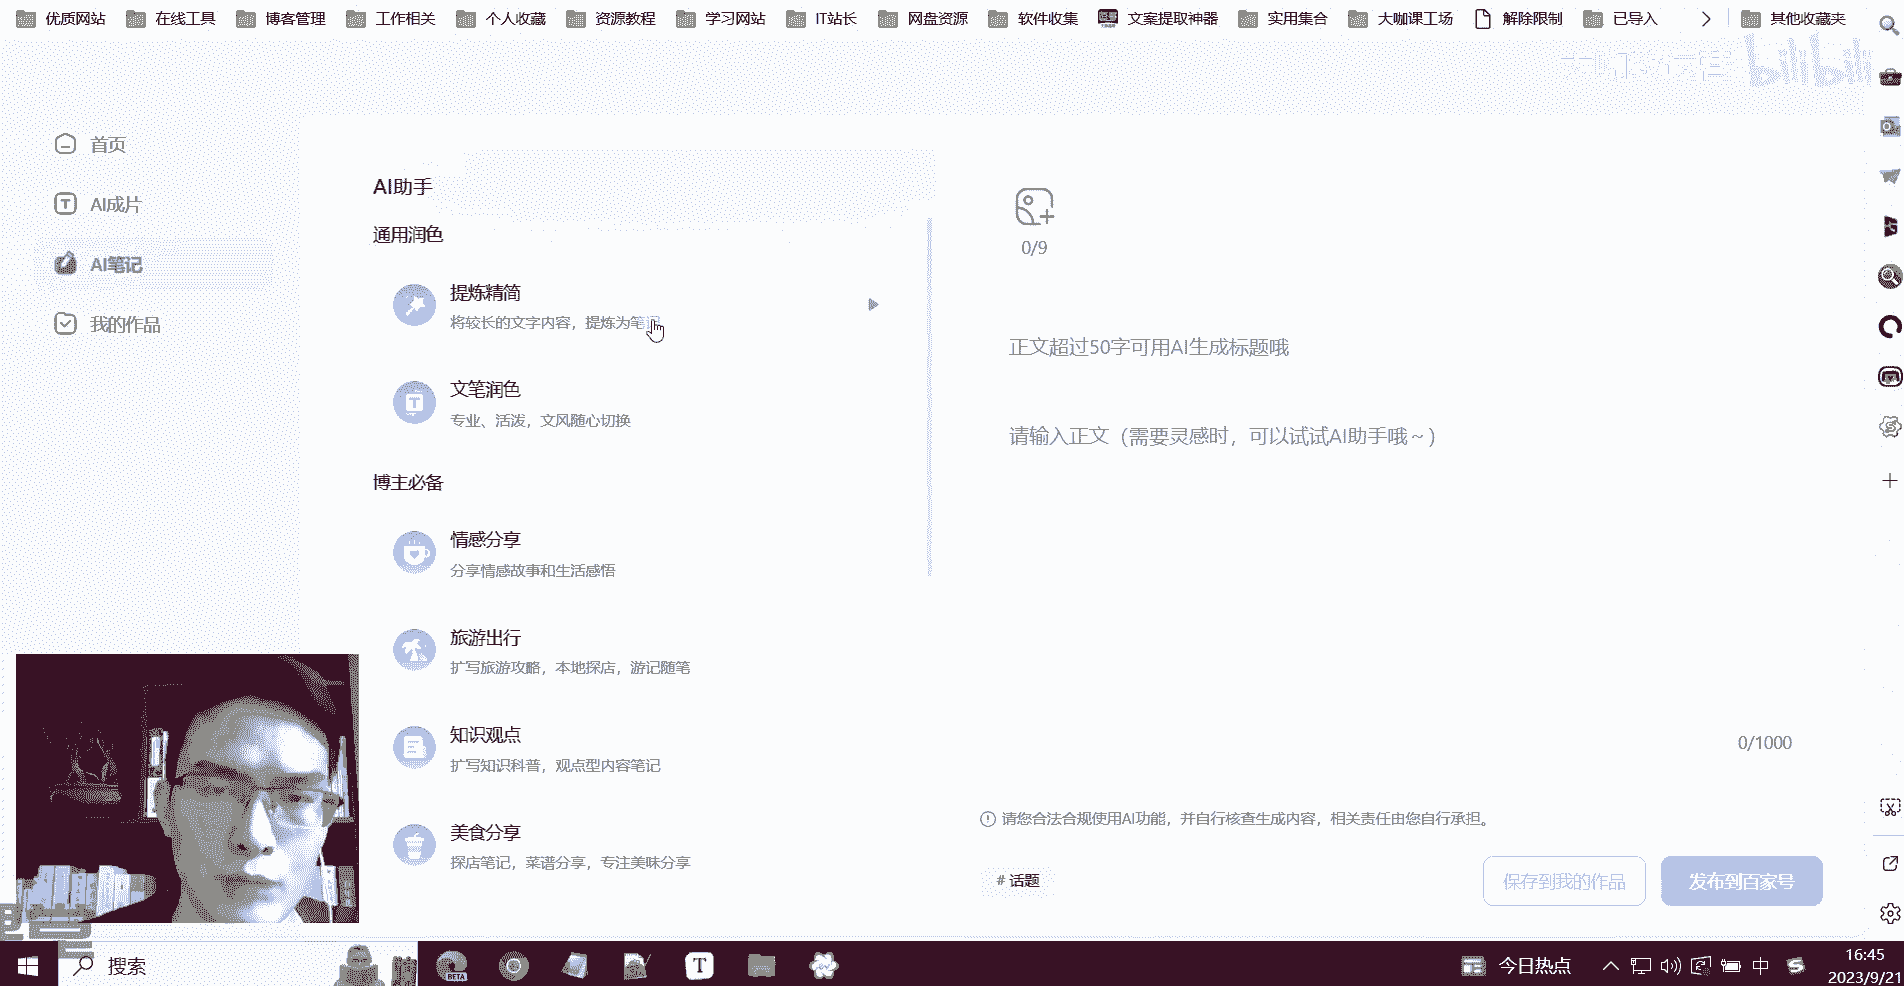 优质网站 在线工具 博客管理 工作相关 个人收藏 资源教程 学习网站 IT站长 网盘资源 软件收集 文案提取神器 实用集合 大咖课工场 解除限制 已导入 其他收藏夹
bilibili
首页
AI成片
AI笔记
我的作品
AI助手
通用润色
提炼精简
将较长的文字内容，提炼为笔记
文笔润色
专业、活泼，文风随心切换
博主必备
情感分享
分享情感故事和生活感悟
旅游出行
扩写旅游攻略，本地探店，游记随笔
知识观点
扩写知识科普，观点型内容笔记
美食分享
探店笔记，菜谱分享，专注美味分享
0/9
正文超过50字可用AI生成标题哦
请输入正文（需要灵感时，可以试试AI助手哦～）
0/1000
请您合法合规使用AI功能，并自行核查生成内容，相关责任由您自行承担。
# 话题
保存到我的作品 发布到百家号
搜索
BETA
T
今日热点
中
16:45
2023/9/21